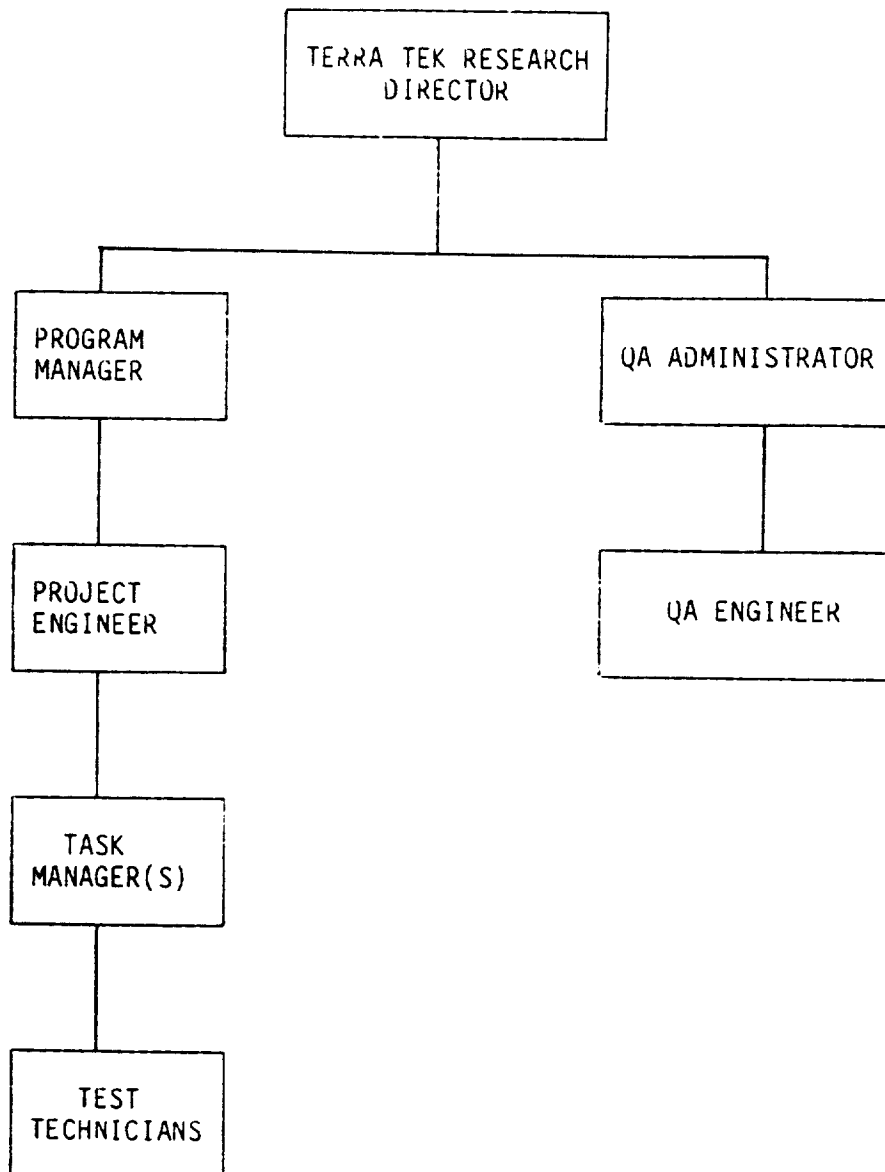 TERRA TEK RESEARCH
DIRECTOR
PROGRAM
MANAGER
QA ADMINISTRATOR
PROJECT
ENGINEER
QA ENGINEER
TASK
MANAGER(S)
TEST
TECHNICIANS